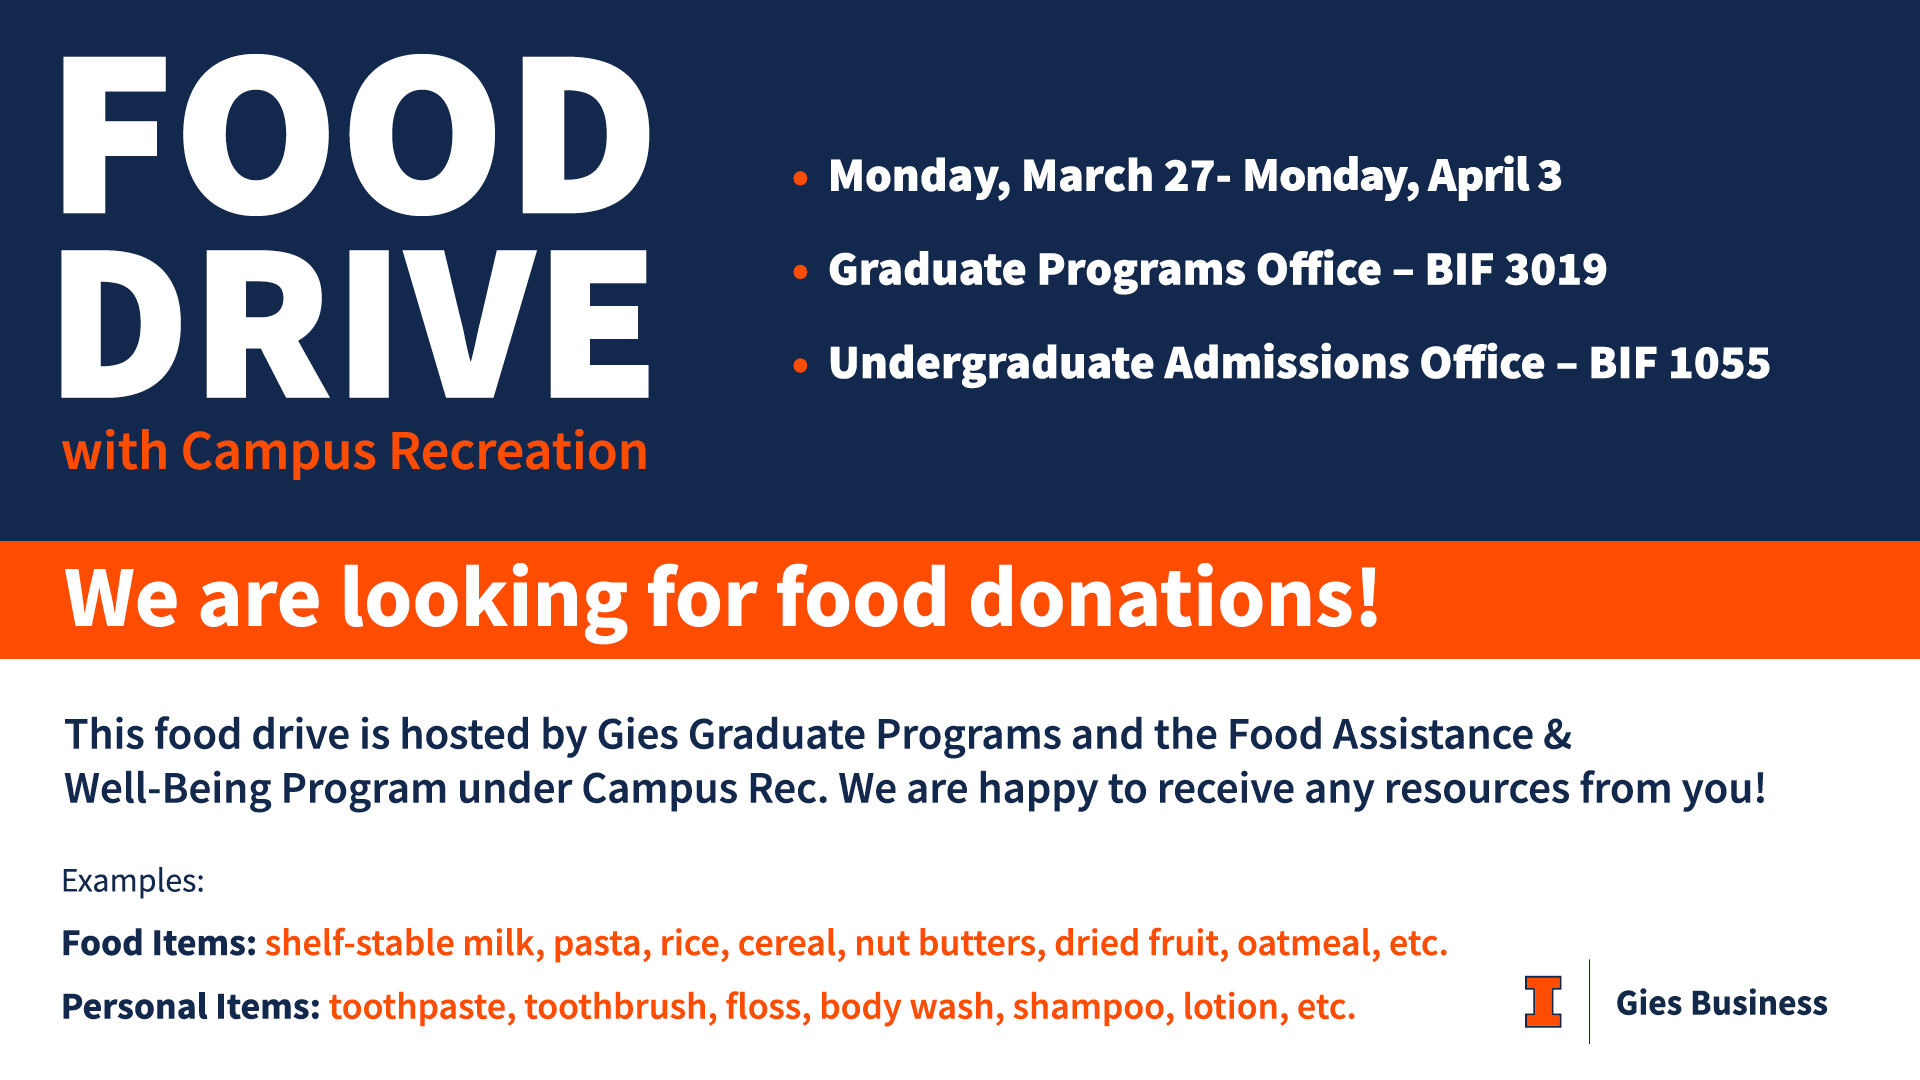 FOOD
DRIVE
with Campus Recreation
• Monday, March 27- Monday, April 3
• Graduate Programs Office – BIF 3019
• Undergraduate Admissions Office – BIF 1055
We are looking for food donations!
This food drive is hosted by Gies Graduate Programs and the Food Assistance &
Well-Being Program under Campus Rec. We are happy to receive any resources from you!
Examples:
Food Items: shelf-stable milk, pasta, rice, cereal, nut butters, dried fruit, oatmeal, etc.
Personal Items: toothpaste, toothbrush, floss, body wash, shampoo, lotion, etc.
I
Gies Business